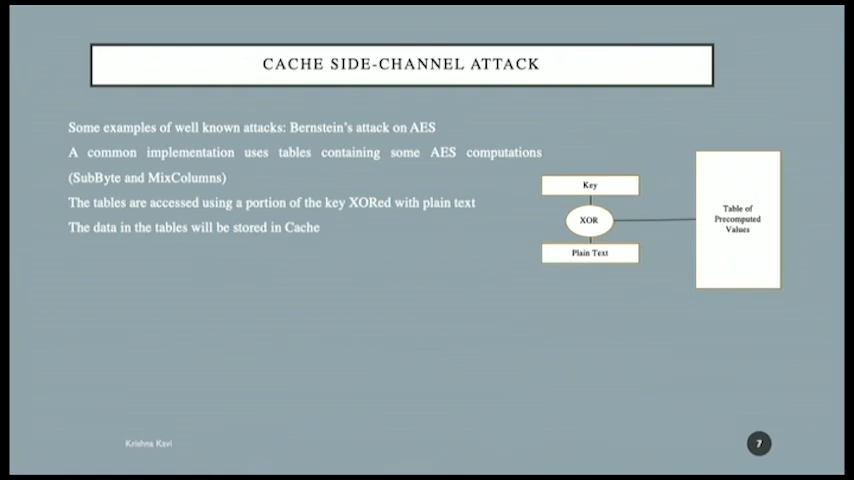 CACHE SIDE-CHANNEL ATTACK
Some examples of well known attacks: Bernstein's attack on AES
A common implementation uses tables containing some AES computations
(SubByte and MixColumns)
The tables are accessed using a portion of the key XORed with plain text
The data in the tables will be stored in Cache
Key
XOR
Plain Text
Table of
Precomputed
Values
Krishna Kavi
7